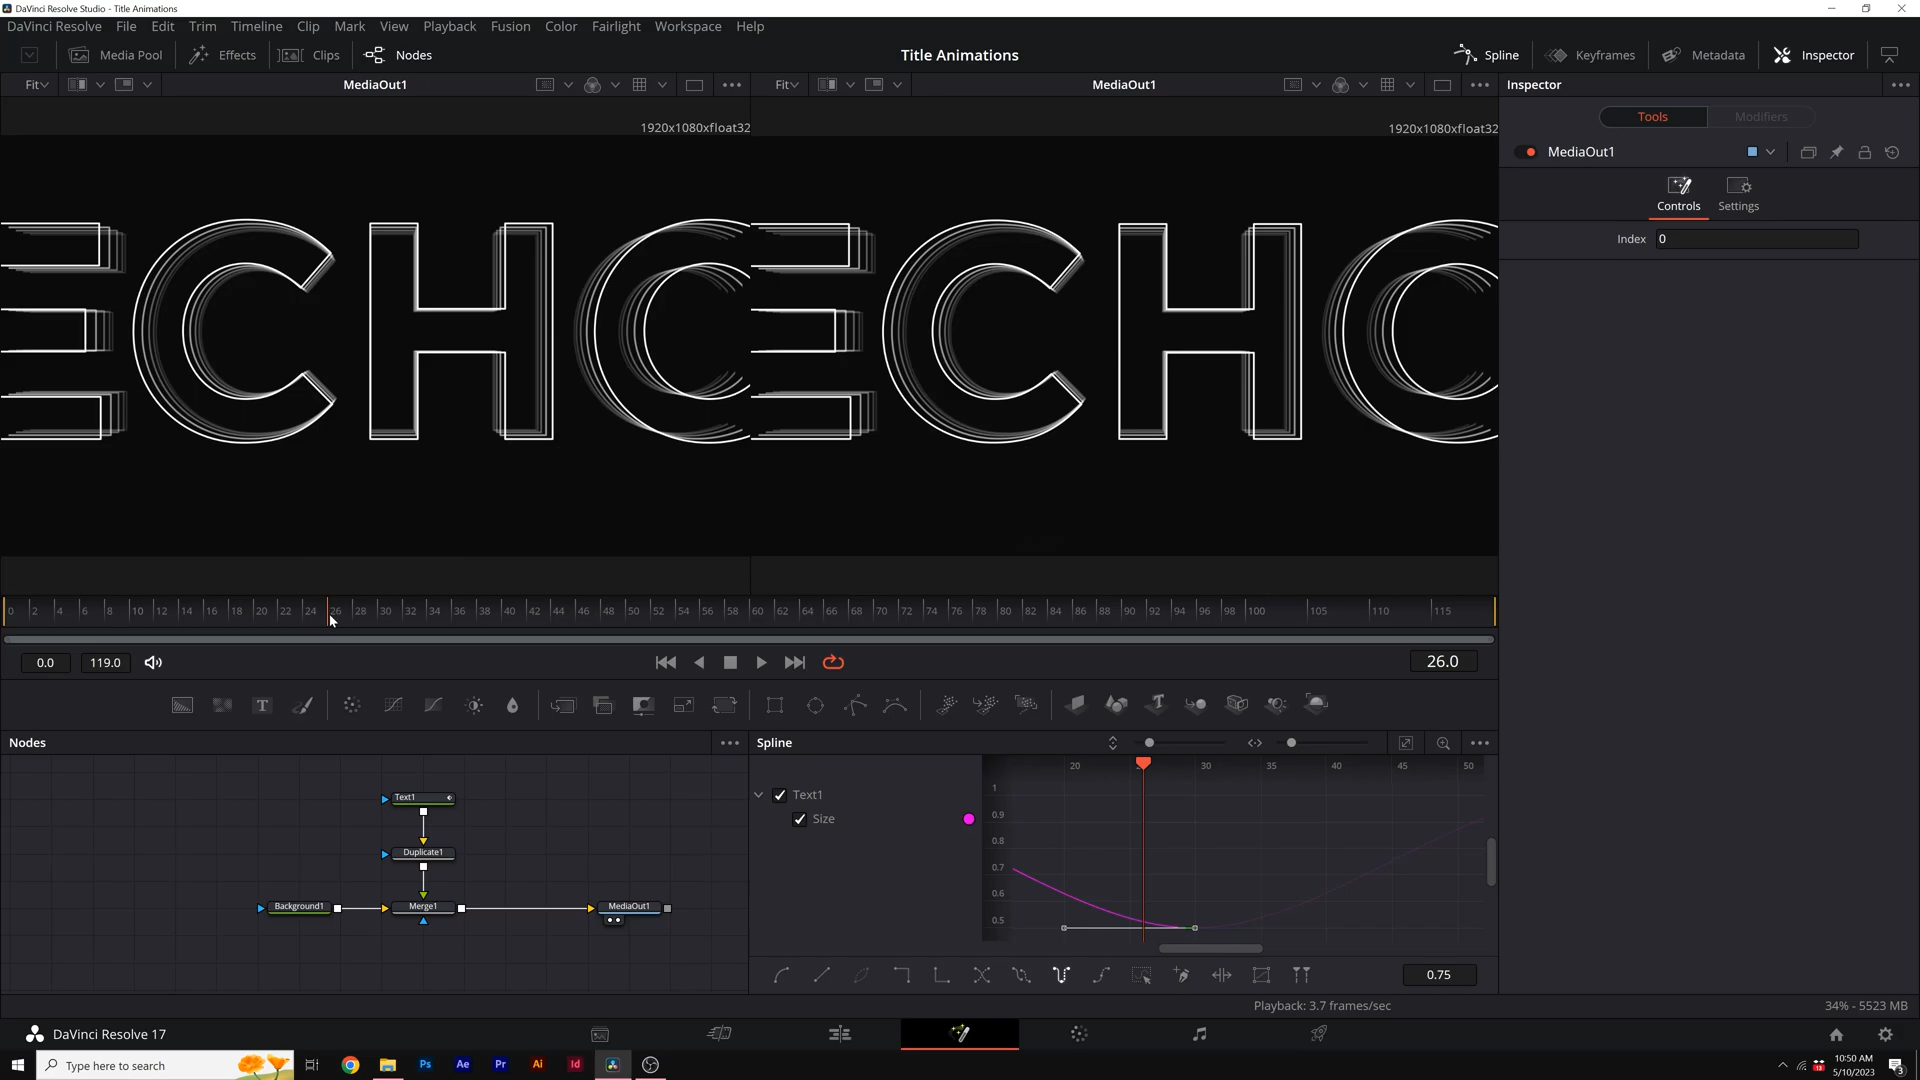 DaVinci Resolve Studio - Title Animations
DaVinci Resolve File Edit Trim Timeline Clip Mark View Playback Fusion Color Fairlight Workspace Help
Media Pool Effects Clips Nodes Title Animations Spline Keyframes Metadata Inspector
Fit MediaOut1 Fit MediaOut1 Inspector
Tools Modifiers
1920x1080xfloat32 1920x1080xfloat32
MediaOut1
Controls Settings
Index 0
ECHO ECHO
0 2 4 6 8 10 12 14 16 18 20 22 24 26 28 30 32 34 36 38 40 42 44 46 48 50 52 54 56 58 60 62 64 66 68 70 72 74 76 78 80 82 84 86 88 90 92 94 96 98 100 105 110 115
0.0 119.0 26.0
Nodes Spline
20 30 35 40 45 50
Text1
Size
1
0.9
0.8
0.7
0.6
0.5
Text1
Duplicate1
Background1 Merge1 MediaOut1
0.75
Playback: 3.7 frames/sec 34% - 5523 MB
DaVinci Resolve 17
Type here to search Ps Ae Pr Ai Id
10:50 AM
5/10/2023
3